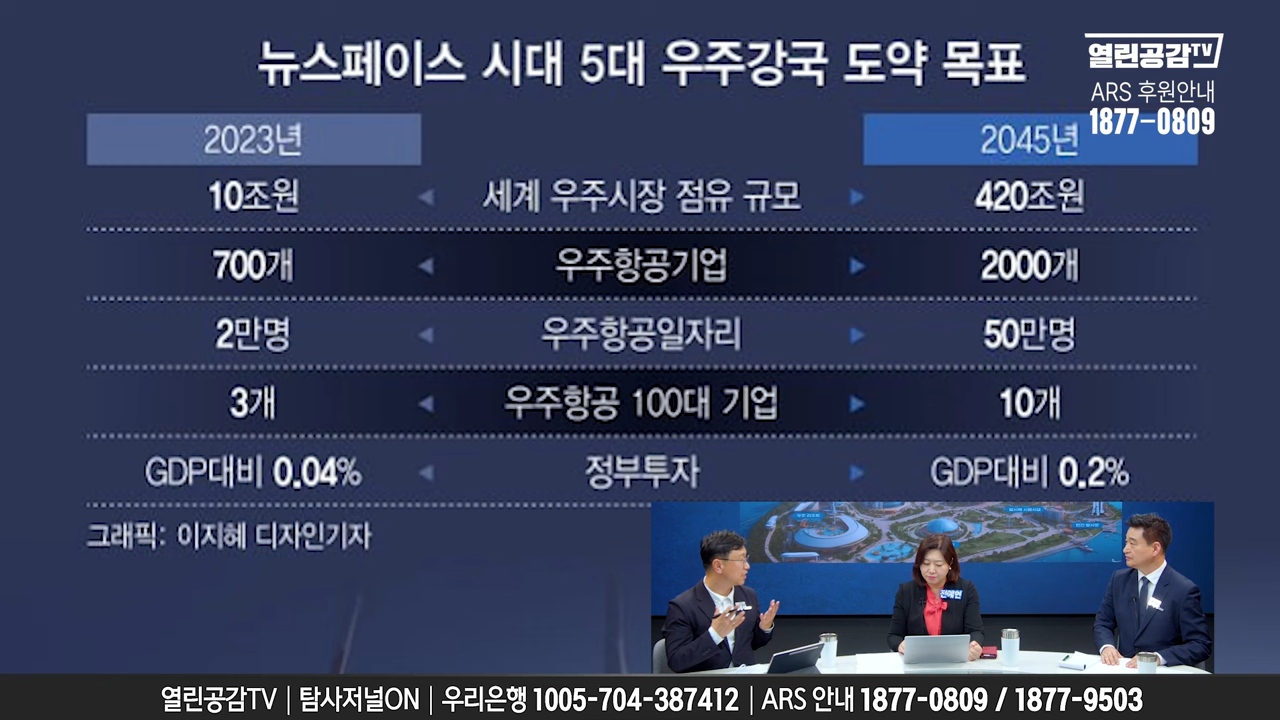 뉴스페이스 시대 5대 우주강국 도약 목표
열린공감TV
ARS 후원안내
1877-0809
2023년 2045년
10조원 ◀ 세계 우주시장 점유 규모 ▶ 420조원
700개 ◀ 우주항공기업 ▶ 2000개
2만명 ◀ 우주항공일자리 ▶ 50만명
3개 ◀ 우주항공 100대 기업 ▶ 10개
GDP대비 0.04% ◀ 정부투자 ▶ GDP대비 0.2%
그래픽: 이지혜 디자인기자
열린공감TV | 탐사저널ON | 우리은행 1005-704-387412 | ARS 안내 1877-0809 / 1877-9503